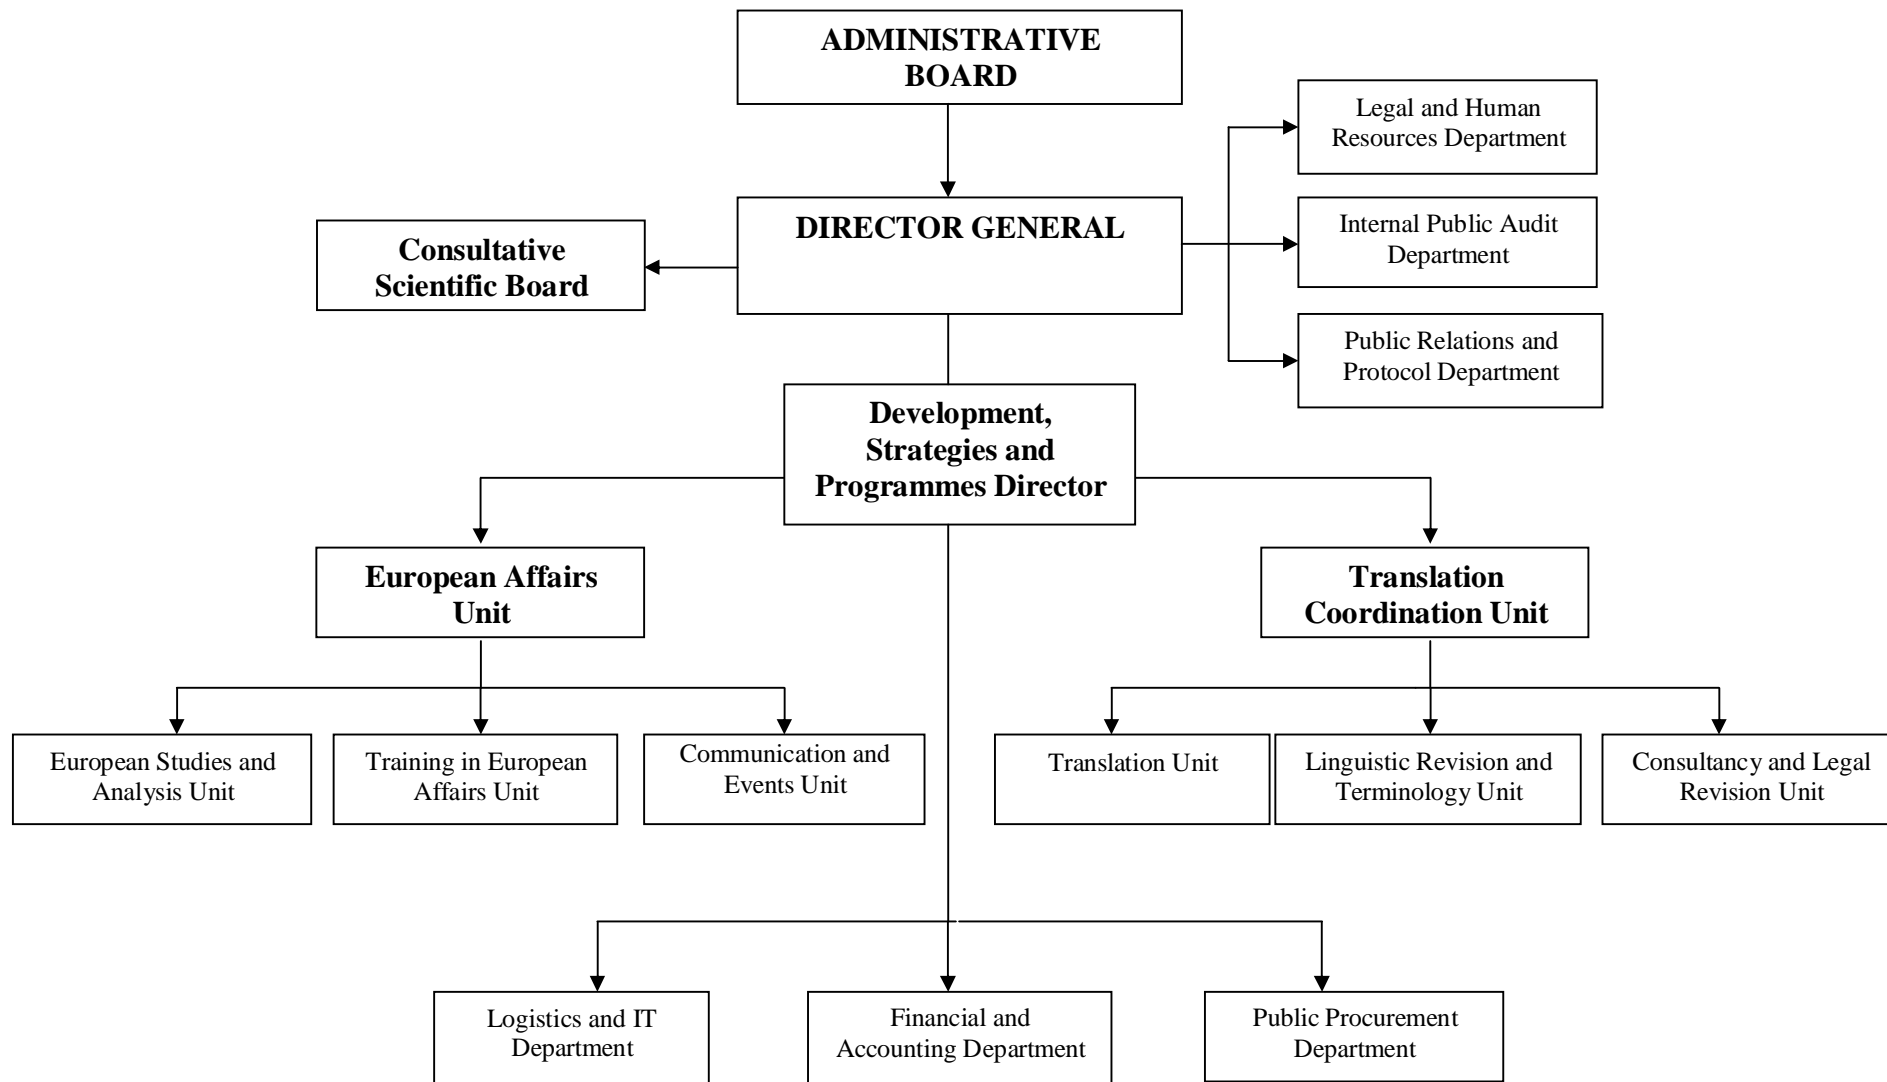 ADMINISTRATIVE
BOARD
Legal and Human
Resources Department
DIRECTOR GENERAL
Internal Public Audit
Department
Consultative
Scientific Board
Public Relations and
Protocol Department
Development,
Strategies and
Programmes Director
European Affairs
Unit
Translation
Coordination Unit
European Studies and
Analysis Unit
Training in European
Affairs Unit
Communication and
Events Unit
Translation Unit
Linguistic Revision and
Terminology Unit
Consultancy and Legal
Revision Unit
Logistics and IT
Department
Financial and
Accounting Department
Public Procurement
Department